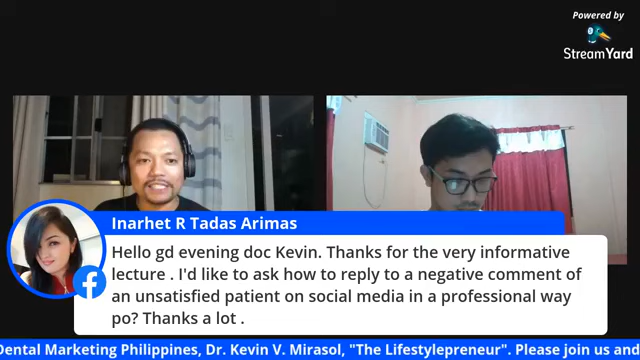 Powered by
StreamYard
Inarhet R Tadas Arimas
Hello gd evening doc Kevin. Thanks for the very informative
lecture . I'd like to ask how to reply to a negative comment of
an unsatisfied patient on social media in a professional way
po? Thanks a lot .
Dental Marketing Philippines, Dr. Kevin V. Mirasol, "The Lifestylepreneur". Please join us and